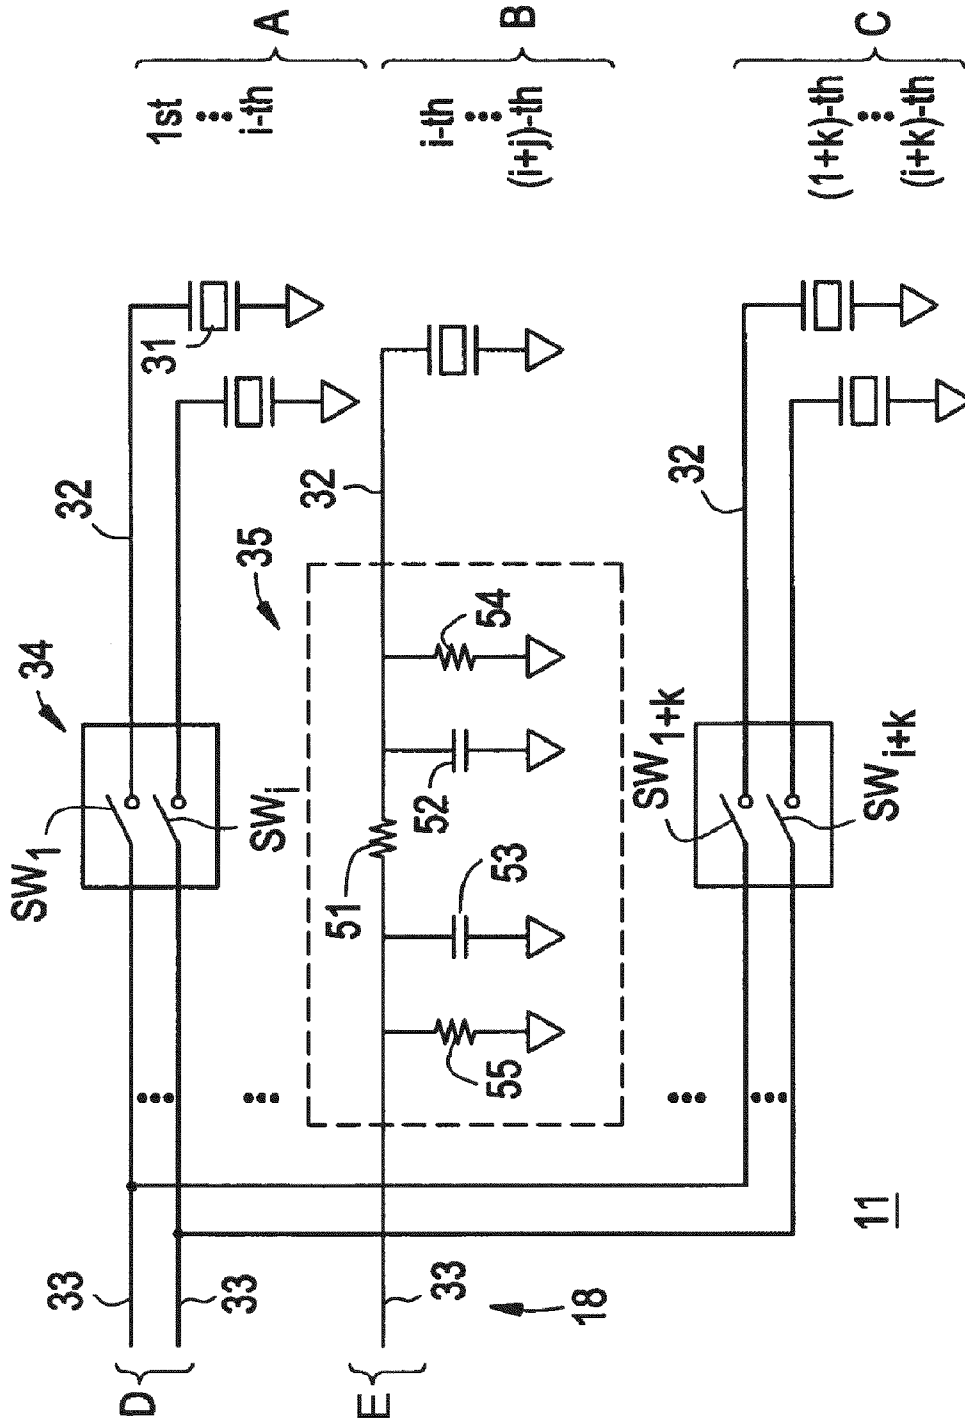 1st
i-th
A
i-th
(i+j)-th
B
(1+k)-th
(i+k)-th
C
31
32
32
32
34
35
SW1
SWi
54
52
51
53
55
SW1+k
SWi+k
33
33
33
18
11
D
E